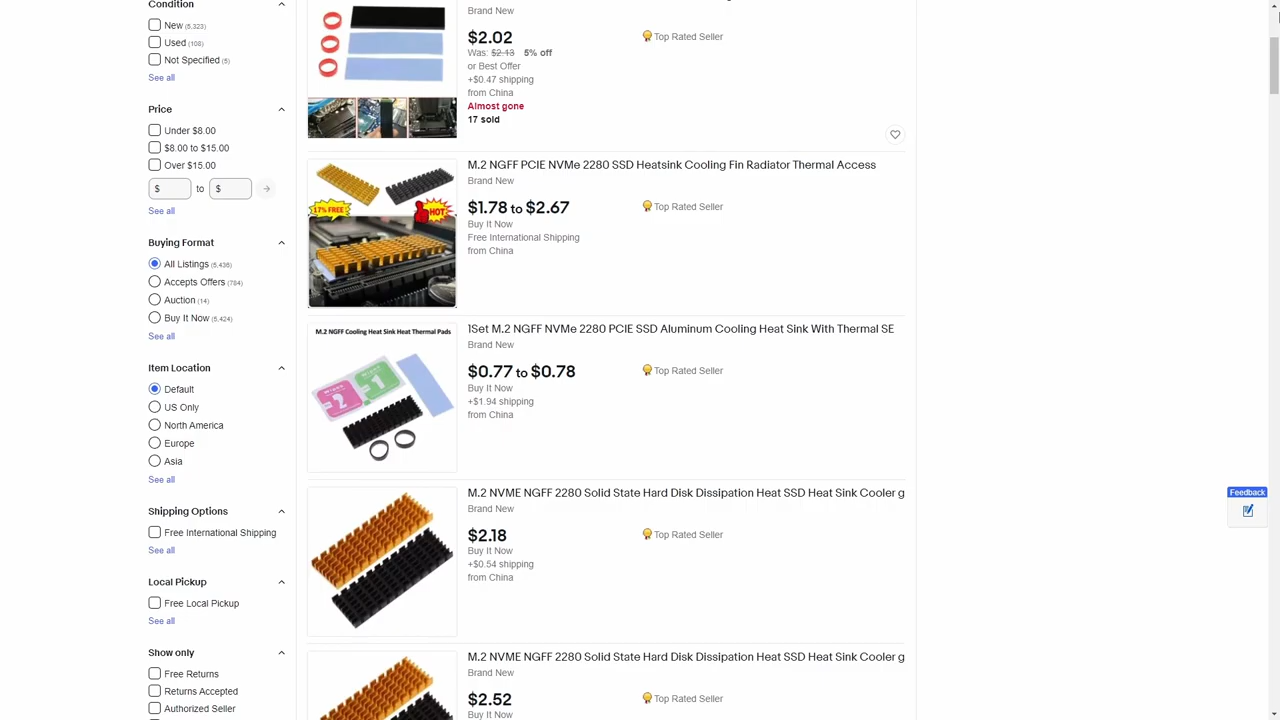 Condition
New (5,323)
Used (108)
Not Specified (5)
See all
Price
Under $8.00
$8.00 to $15.00
Over $15.00
$ to $
See all
Buying Format
All Listings (5,436)
Accepts Offers (784)
Auction (14)
Buy It Now (5,424)
See all
Item Location
Default
US Only
North America
Europe
Asia
See all
Shipping Options
Free International Shipping
See all
Local Pickup
Free Local Pickup
See all
Show only
Free Returns
Returns Accepted
Authorized Seller
Brand New
$2.02
Top Rated Seller
Was: $2.13 5% off
or Best Offer
+$0.47 shipping
from China
Almost gone
17 sold
17% FREE
HOT
M.2 NGFF PCIE NVMe 2280 SSD Heatsink Cooling Fin Radiator Thermal Access
Brand New
$1.78 to $2.67
Top Rated Seller
Buy It Now
Free International Shipping
from China
M.2 NGFF Cooling Heat Sink Heat Thermal Pads
1Set M.2 NGFF NVMe 2280 PCIE SSD Aluminum Cooling Heat Sink With Thermal SE
Brand New
$0.77 to $0.78
Top Rated Seller
Buy It Now
+$1.94 shipping
from China
M.2 NVME NGFF 2280 Solid State Hard Disk Dissipation Heat SSD Heat Sink Cooler g
Brand New
$2.18
Top Rated Seller
Buy It Now
+$0.54 shipping
from China
M.2 NVME NGFF 2280 Solid State Hard Disk Dissipation Heat SSD Heat Sink Cooler g
Brand New
$2.52
Top Rated Seller
Buy It Now
Feedback